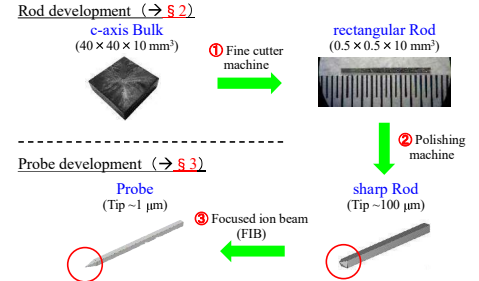 Rod development （→ §2）
c-axis Bulk
(40×40×10 mm³)
① Fine cutter
machine
rectangular Rod
(0.5×0.5×10 mm³)
② Polishing
machine
Probe development （→ §3）
Probe
(Tip ~1 μm)
③ Focused ion beam
(FIB)
sharp Rod
(Tip ~100 μm)